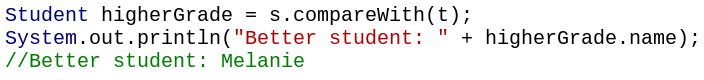 Student higherGrade = s.compareWith(t);
System.out.println("Better student: " + higherGrade.name);
//Better student: Melanie